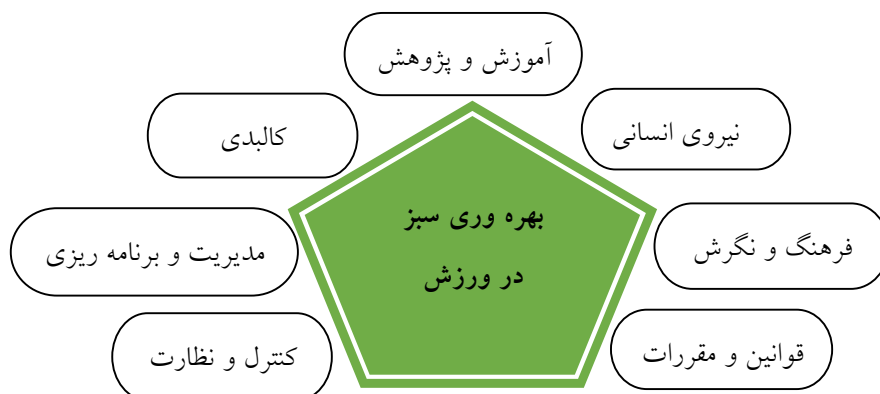 آموزش و پژوهش
نیروی انسانی
کالبدی
بهره وری سبز
در ورزش
فرهنگ و نگرش
مدیریت و برنامه ریزی
قوانین و مقررات
کنترل و نظارت